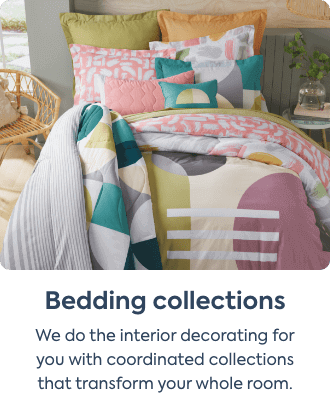 Bedding collections
We do the interior decorating for
you with coordinated collections
that transform your whole room.